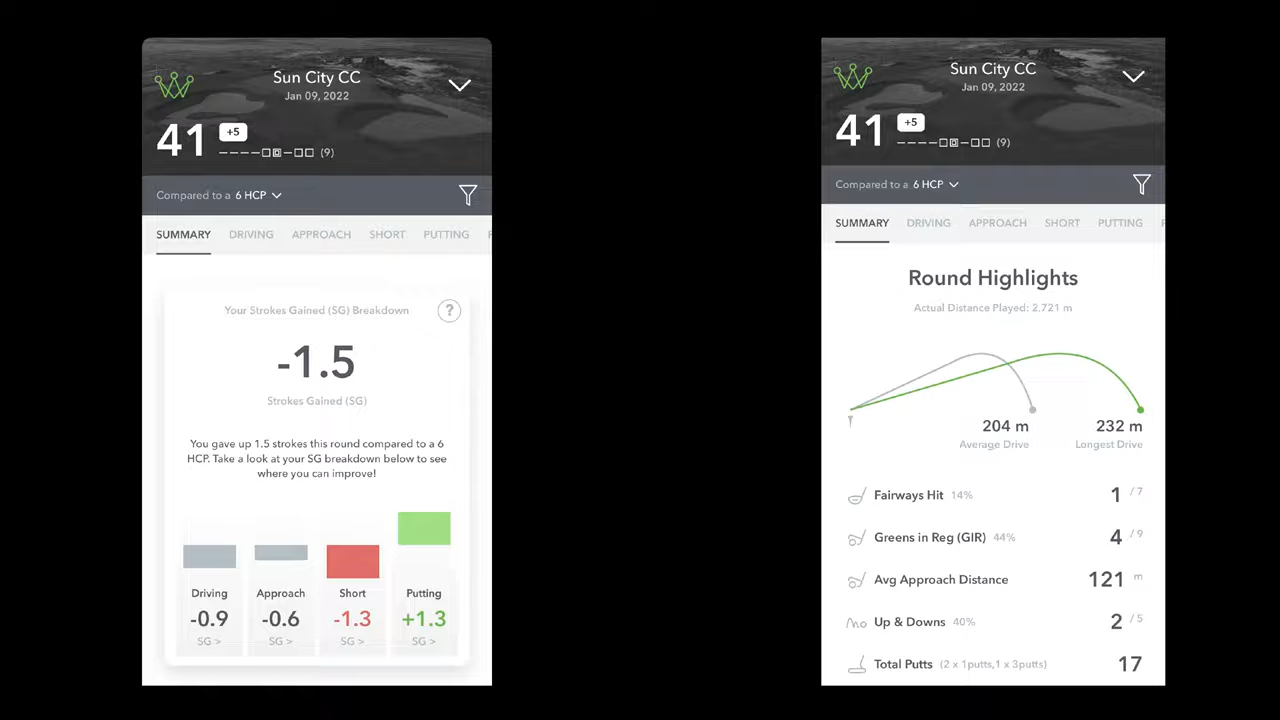 Sun City CC
Jan 09, 2022
41 +5
(9)
Compared to a 6 HCP
SUMMARY DRIVING APPROACH SHORT PUTTING
Your Strokes Gained (SG) Breakdown ?
-1.5
Strokes Gained (SG)
You gave up 1.5 strokes this round compared to a 6
HCP. Take a look at your SG breakdown below to see
where you can improve!
Driving Approach Short Putting
-0.9 -0.6 -1.3 +1.3
SG > SG > SG > SG >
Sun City CC
Jan 09, 2022
41 +5
(9)
Compared to a 6 HCP
SUMMARY DRIVING APPROACH SHORT PUTTING
Round Highlights
Actual Distance Played: 2,721 m
204 m 232 m
Average Drive Longest Drive
Fairways Hit 14% 1 / 7
Greens in Reg (GIR) 44% 4 / 9
Avg Approach Distance 121 m
Up & Downs 40% 2 / 5
Total Putts (2 x 1putts,1 x 3putts) 17